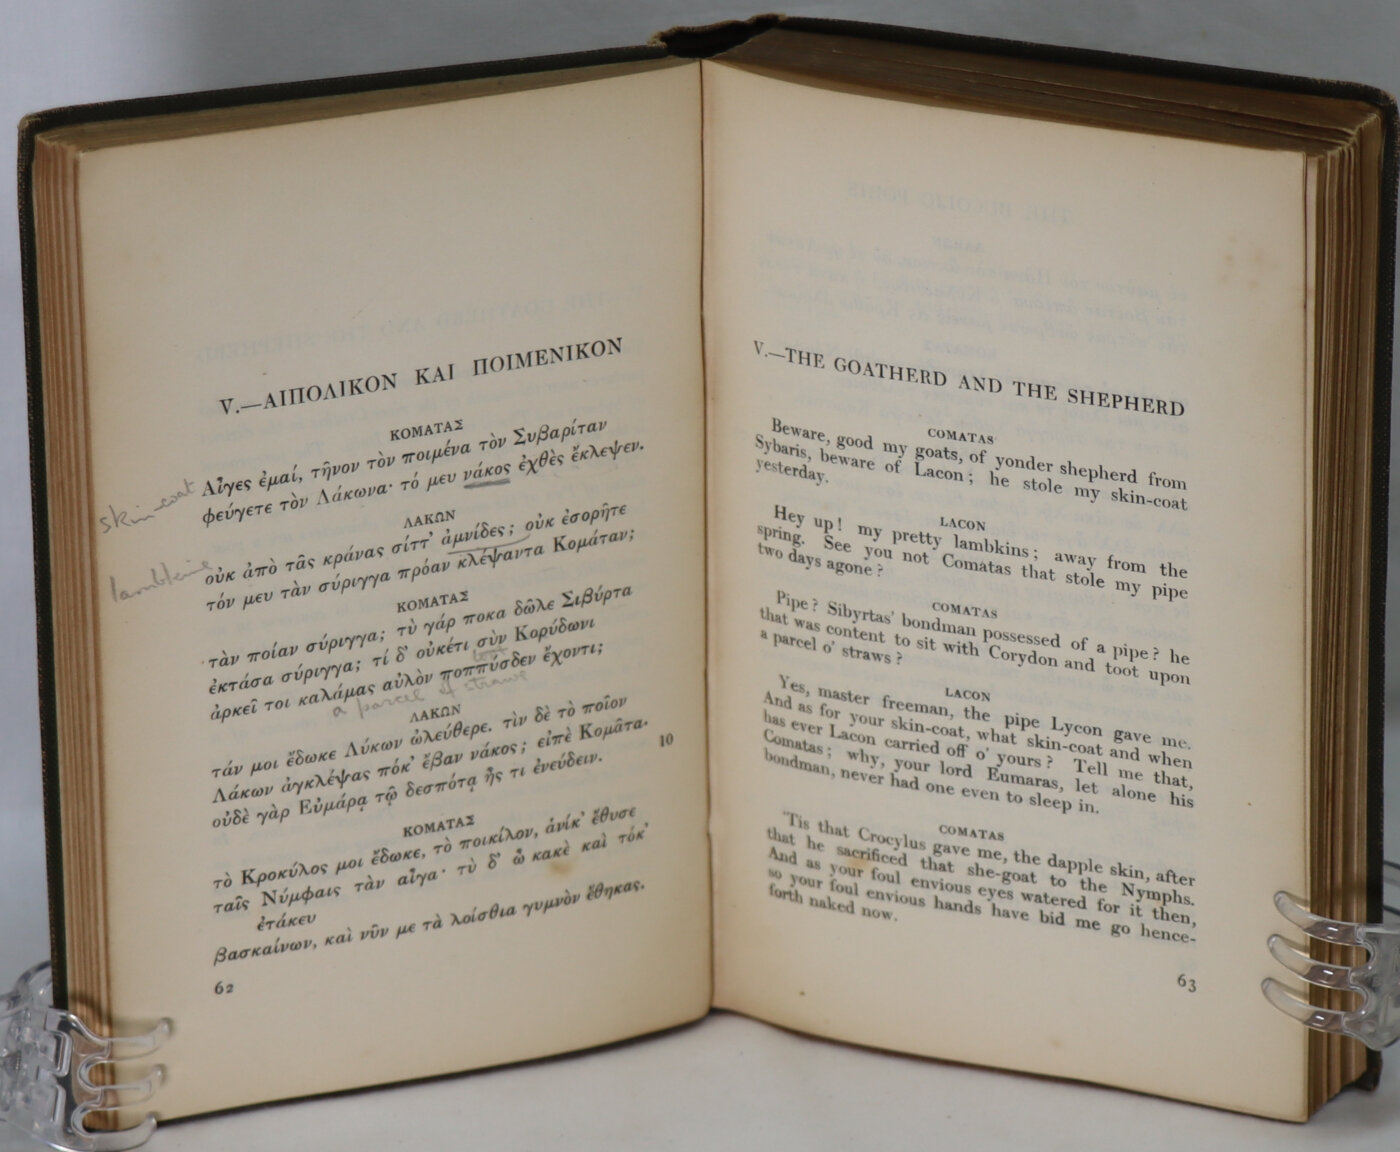 V.—ΑΙΠΟΛΙΚΟΝ ΚΑΙ ΠΟΙΜΕΝΙΚΟΝ
ΚΟΜΑΤΑΣ
Αἶγες ἐμαί, τῆνον τὸν ποιμένα τὸν Συβαρίταν
skin-coat
φεύγετε τὸν Λάκωνα· τό μευ νάκος ἐχθὲς ἔκλεψεν.
ΛΑΚΩΝ
οὐκ ἀπὸ τᾶς κράνας σίττ' ἀμνίδες; οὐκ ἐσορῆτε
τόν μευ τὰν σύριγγα πρόαν κλέψαντα Κομάταν;
ΚΟΜΑΤΑΣ
τὰν ποίαν σύριγγα; τὺ γάρ ποκα δῶλε Σιβύρτα
ἐκτάσα σύριγγα; τί δ' οὐκέτι σὺν Κορύδωνι
toot
ἀρκεῖ τοι καλάμας αὐλὸν ποππύσδεν ἔχοντι;
a parcel of straws
ΛΑΚΩΝ
τάν μοι ἔδωκε Λύκων ὠλεύθερε. τὶν δὲ τὸ ποῖον
Λάκων ἀγκλέψας πόκ' ἔβαν νάκος; εἰπὲ Κομᾶτα·
10
οὐδὲ γὰρ Εὐμάρᾳ τῷ δεσπότᾳ ἦς τι ἐνεύδειν.
ΚΟΜΑΤΑΣ
τὸ Κροκύλος μοι ἔδωκε, τὸ ποικίλον, ἁνίκ' ἔθυσε
ταῖς Νύμφαις τὰν αἶγα· τὺ δ' ὦ κακὲ καὶ τόκ'
ἐτάκευ
βασκαίνων, καὶ νῦν με τὰ λοίσθια γυμνὸν ἔθηκας.
62
V.—THE GOATHERD AND THE SHEPHERD
COMATAS
Beware, good my goats, of yonder shepherd from
Sybaris, beware of Lacon; he stole my skin-coat
yesterday.
LACON
Hey up! my pretty lambkins; away from the
spring. See you not Comatas that stole my pipe
two days agone?
COMATAS
Pipe? Sibyrtas' bondman possessed of a pipe? he
that was content to sit with Corydon and toot upon
a parcel o' straws?
LACON
Yes, master freeman, the pipe Lycon gave me.
And as for your skin-coat, what skin-coat and when
has ever Lacon carried off o' yours? Tell me that,
Comatas; why, your lord Eumaras, let alone his
bondman, never had one even to sleep in.
COMATAS
'Tis that Crocylus gave me, the dapple skin, after
that he sacrificed that she-goat to the Nymphs.
And as your foul envious eyes watered for it then,
so your foul envious hands have bid me go hence-
forth naked now.
63